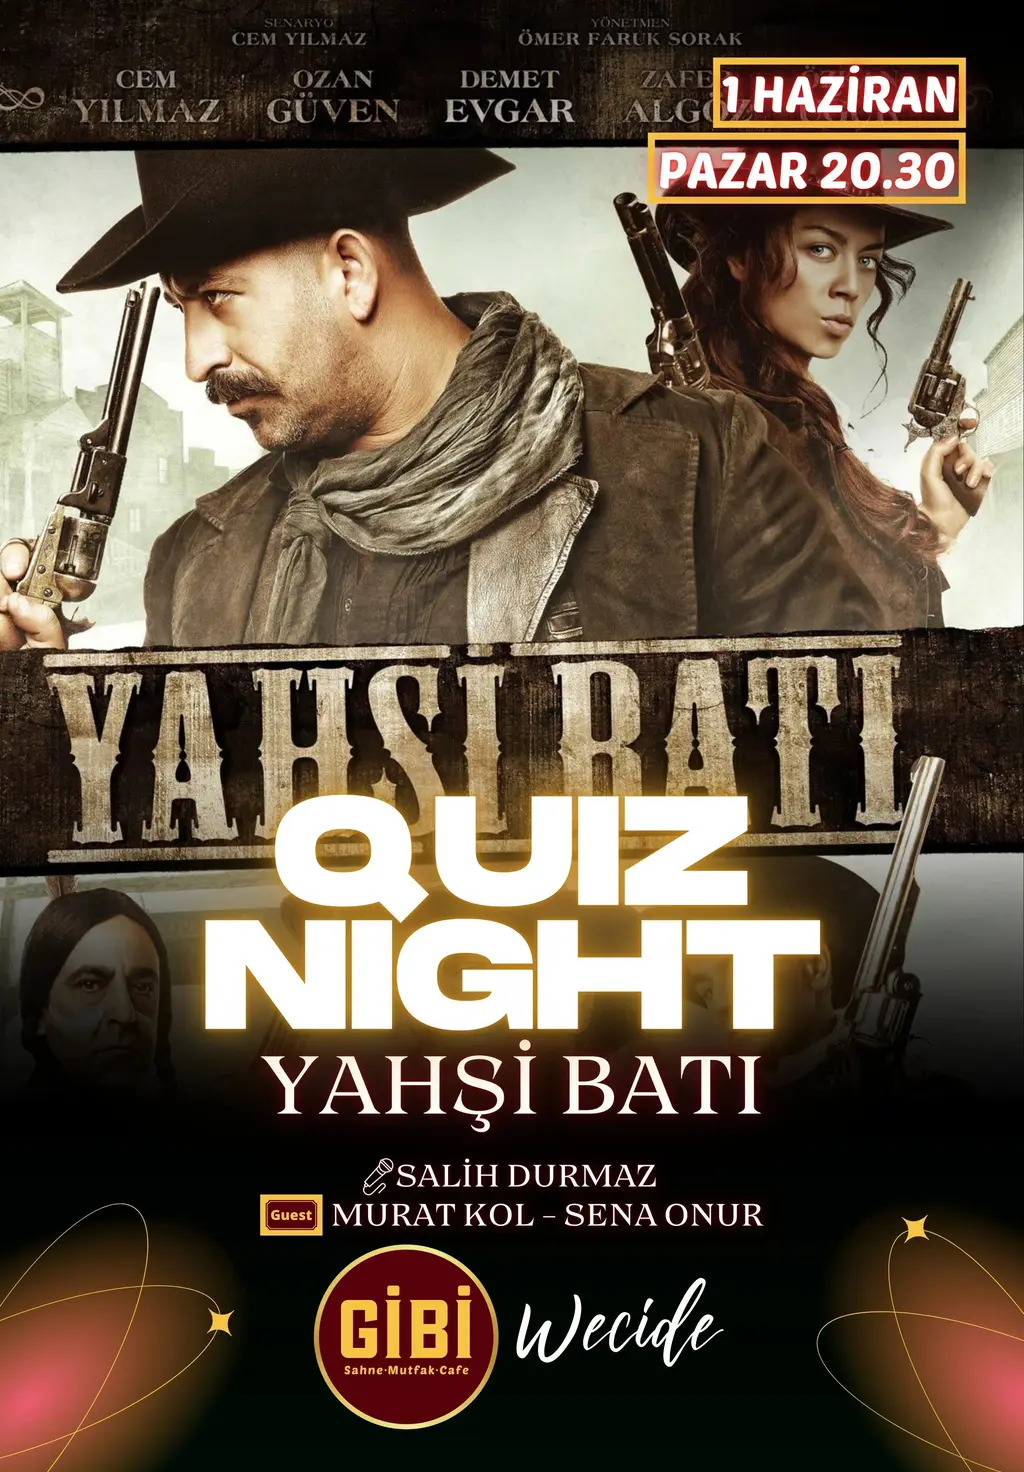 SENARYO
CEM YILMAZ
YÖNETMEN
ÖMER FARUK SORAK
CEM
YILMAZ
OZAN
GÜVEN
DEMET
EVGAR
1 HAZİRAN
PAZAR 20.30
YAHŞİ BATI
QUIZ
NIGHT
YAHŞİ BATI
SALİH DURMAZ
Guest MURAT KOL - SENA ONUR
GİBİ
Sahne·Mutfak·Cafe
Wecide